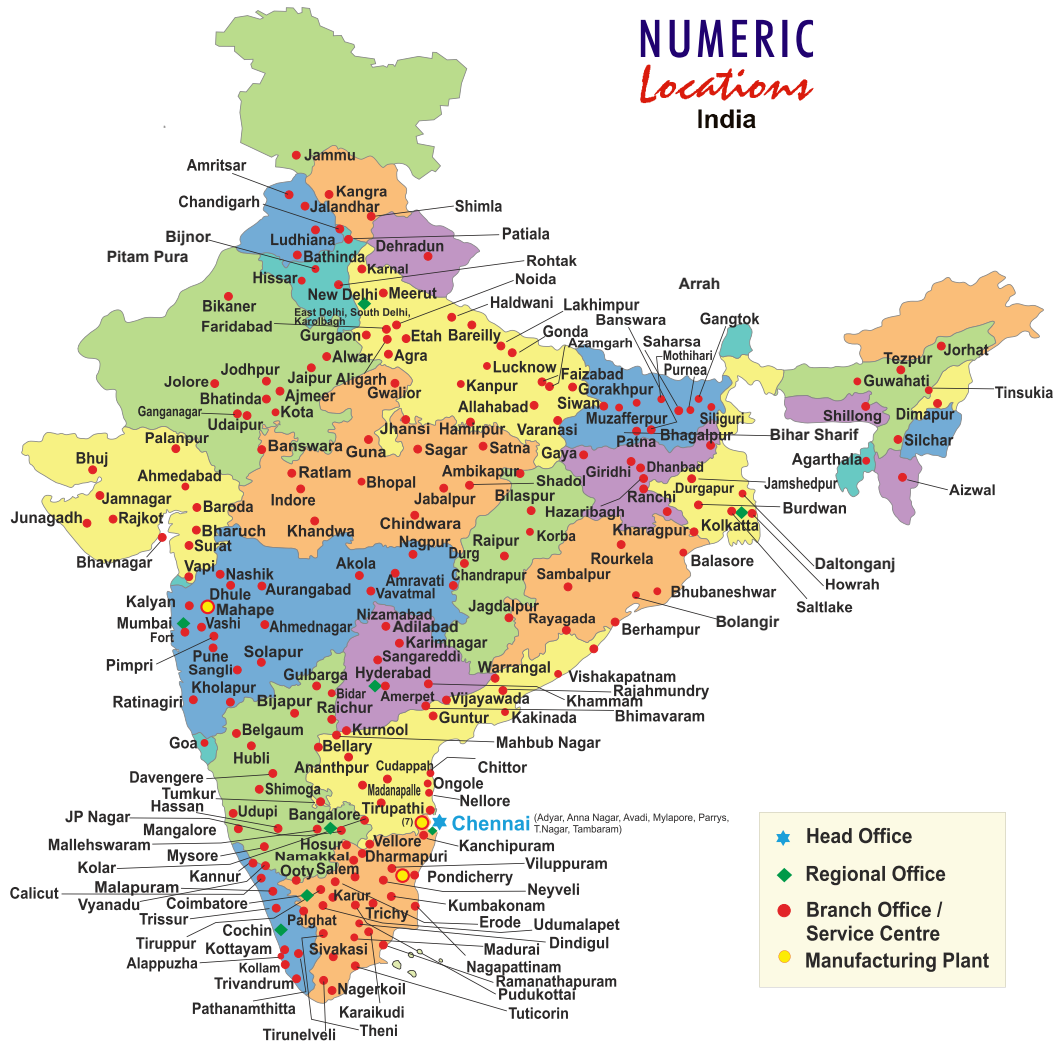 NUMERIC
Locations
India
Jammu
Amritsar
Kangra
Chandigarh
Jalandhar
Shimla
Bijnor
Ludhiana
Dehradun
Patiala
Pitam Pura
Bathinda
Rohtak
Hissar
Karnal
Noida
Arrah
Bikaner
New Delhi
Meerut
Haldwani
Lakhimpur
East Delhi, South Delhi,
Karolbagh
Faridabad
Gurgaon
Etah
Bareilly
Gonda
Banswara
Gangtok
Azamgarh
Saharsa
Mothihari
Purnea
Alwar
Agra
Jorhat
Tezpur
Jodhpur
Jaipur
Aligarh
Lucknow
Faizabad
Jolore
Gwalior
Kanpur
Gorakhpur
Guwahati
Tinsukia
Bhatinda
Ajmeer
Allahabad
Siwan
Muzafferpur
Siliguri
Shillong
Dimapur
Ganganagar
Kota
Udaipur
Jhansi
Hamirpur
Varanasi
Patna
Bhagalpur
Bihar Sharif
Silchar
Palanpur
Banswara
Guna
Sagar
Satna
Gaya
Agarthala
Bhuj
Ahmedabad
Ratlam
Bhopal
Ambikapur
Shadol
Giridhi
Dhanbad
Jamshedpur
Aizwal
Jamnagar
Indore
Jabalpur
Bilaspur
Ranchi
Durgapur
Burdwan
Junagadh
Rajkot
Baroda
Hazaribagh
Kolkatta
Bharuch
Khandwa
Chindwara
Korba
Kharagpur
Surat
Nagpur
Raipur
Bhavnagar
Durg
Rourkela
Balasore
Daltonganj
Vapi
Nashik
Akola
Amravati
Chandrapur
Sambalpur
Howrah
Dhule
Aurangabad
Vavatmal
Bhubaneshwar
Saltlake
Kalyan
Mahape
Nizamabad
Jagdalpur
Bolangir
Mumbai
Vashi
Ahmednagar
Adilabad
Rayagada
Berhampur
Fort
Karimnagar
Pimpri
Pune
Solapur
Sangareddi
Sangli
Gulbarga
Hyderabad
Warrangal
Vishakapatnam
Kholapur
Bidar
Amerpet
Rajahmundry
Ratinagiri
Bijapur
Raichur
Vijayawada
Khammam
Guntur
Kakinada
Bhimavaram
Belgaum
Kurnool
Goa
Bellary
Mahbub Nagar
Hubli
Ananthpur
Cudappah
Chittor
Davengere
Madanapalle
Ongole
Tumkur
Shimoga
Nellore
Hassan
Tirupathi
JP Nagar
Udupi
Bangalore
(7)
Chennai
(Adyar, Anna Nagar, Avadi, Mylapore, Parrys,
T.Nagar, Tambaram)
Mangalore
Mallehswaram
Hosur
Vellore
Kanchipuram
Mysore
Namakkal
Dharmapuri
Viluppuram
Kolar
Ooty
Salem
Pondicherry
Kannur
Malapuram
Neyveli
Calicut
Vyanadu
Coimbatore
Karur
Kumbakonam
Trissur
Palghat
Trichy
Erode
Udumalapet
Tiruppur
Cochin
Dindigul
Kottayam
Sivakasi
Madurai
Alappuzha
Kollam
Nagapattinam
Trivandrum
Nagerkoil
Ramanathapuram
Pudukottai
Pathanamthitta
Karaikudi
Tuticorin
Tirunelveli
Theni
Head Office
Regional Office
Branch Office /
Service Centre
Manufacturing Plant